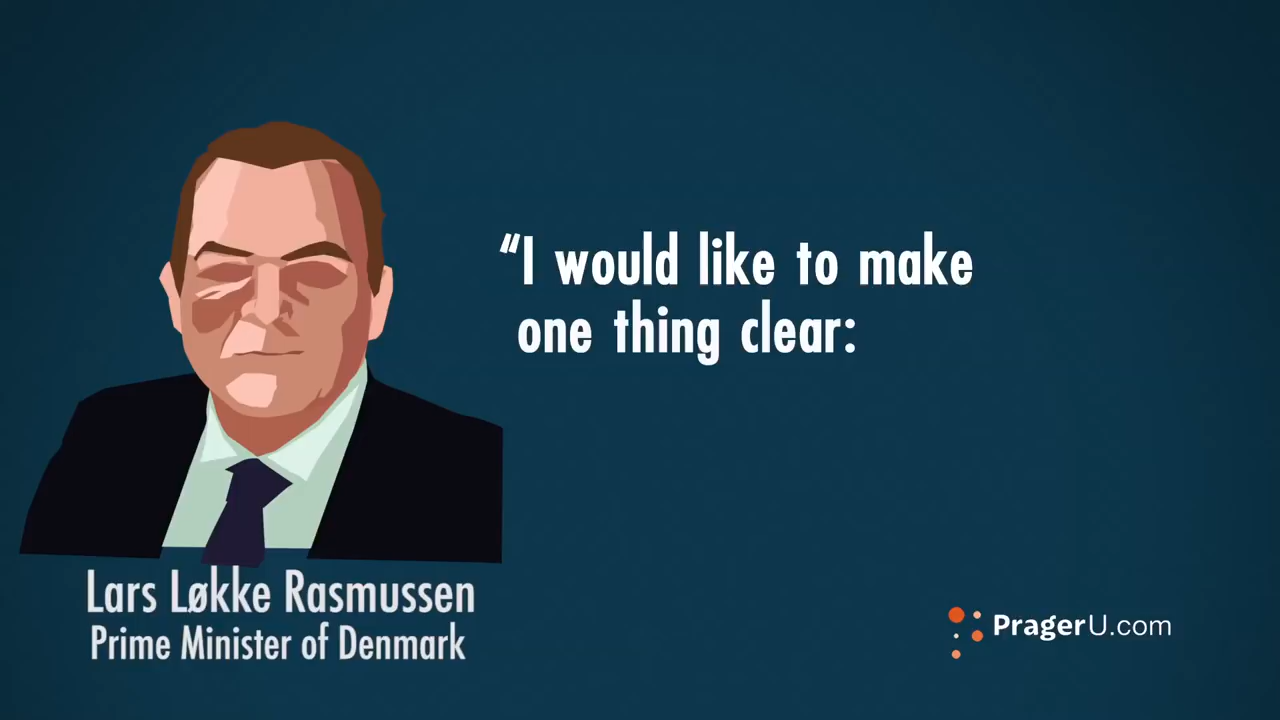 “I would like to make
one thing clear:
Lars Løkke Rasmussen
Prime Minister of Denmark
PragerU.com